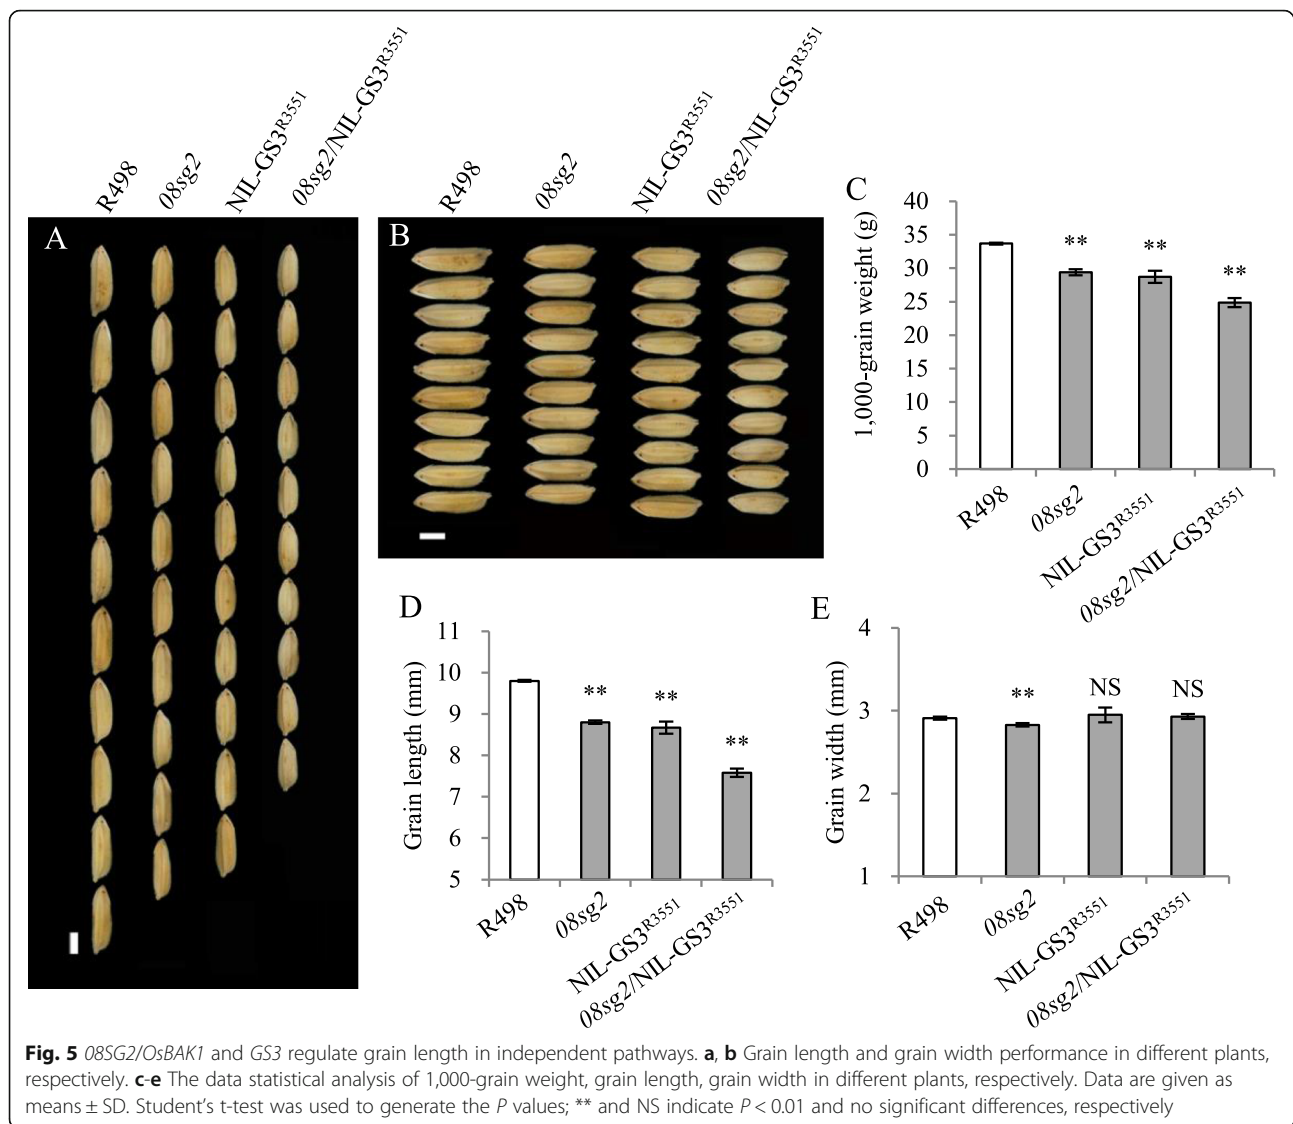 R498
08sg2
NIL-GS3R3551
08sg2/NIL-GS3R3551
A
R498
08sg2
NIL-GS3R3551
08sg2/NIL-GS3R3551
B
C
1,000-grain weight (g)
40
35
30
25
20
15
10
5
0
**
**
**
R498
08sg2
NIL-GS3R3551
08sg2/NIL-GS3R3551
D
Grain length (mm)
11
10
9
8
7
6
5
**
**
**
R498
08sg2
NIL-GS3R3551
08sg2/NIL-GS3R3551
E
Grain width (mm)
4
3
2
1
**
NS
NS
R498
08sg2
NIL-GS3R3551
08sg2/NIL-GS3R3551
Fig. 5 08SG2/OsBAK1 and GS3 regulate grain length in independent pathways. a, b Grain length and grain width performance in different plants,
respectively. c-e The data statistical analysis of 1,000-grain weight, grain length, grain width in different plants, respectively. Data are given as
means ± SD. Student's t-test was used to generate the P values; ** and NS indicate P < 0.01 and no significant differences, respectively